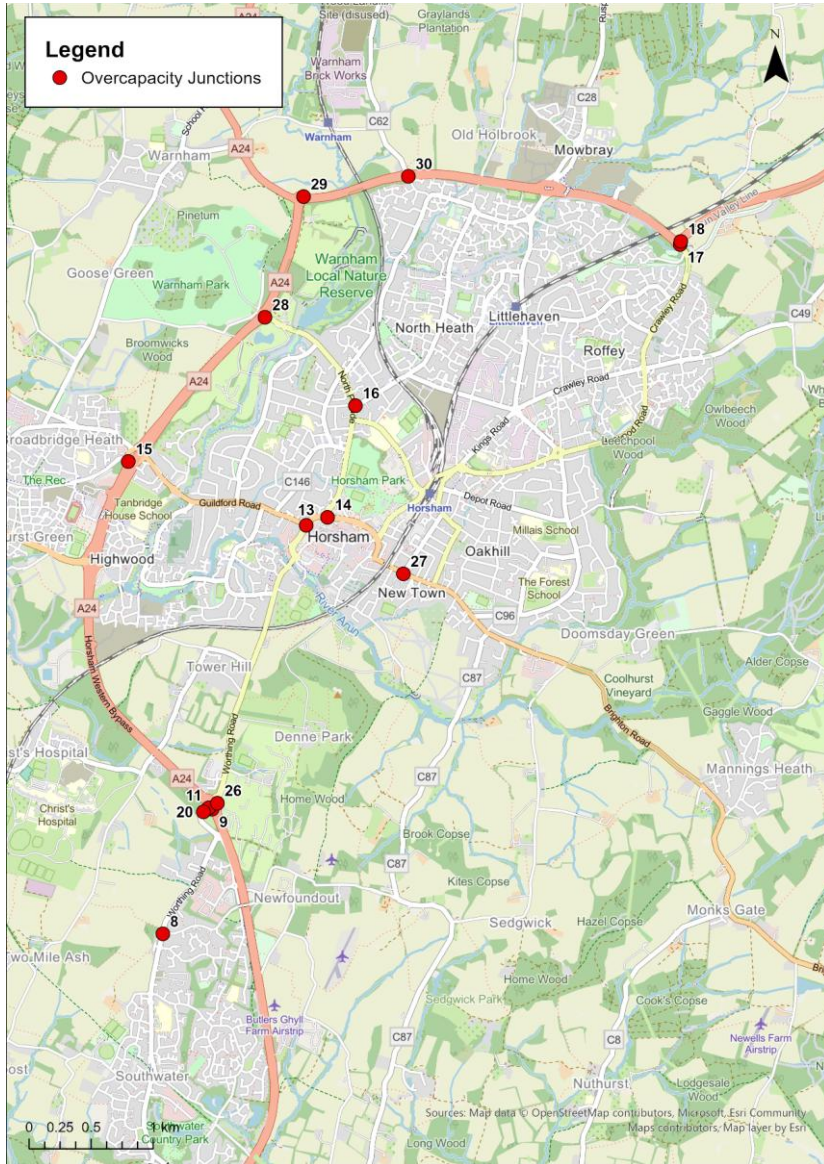 Legend
Overcapacity Junctions
Site (disused)
Graylands
Plantation
Warnham
Brick Works
N
C28
C62
Old Holbrook
Mowbray
A24
Warnham
Warnham
30
29
Pinetum
18
17
Goose Green
Warnham Park
Warnham
Local Nature
Reserve
A24
28
Littlehaven
North Heath
C49
Roffey
Crawley Road
Crawley Road
Broomwicks
Wood
A24
16
Kings Road
Owlbeech
Wood
Broadbridge Heath
15
Beechpool
Wood
The Rec
C146
Horsham Park
Tanbridge
House School
Guildford Road
13
14
Horsham
Horsham
Depot Road
Millais School
Highwood
Oakhill
27
The Forest
School
A24
New Town
River Arun
C96
Doomsday Green
Horsham Western Bypass
Tower Hill
C87
Alder Copse
Coolhurst
Vineyard
Gaggle Wood
Worthing Road
Denne Park
Brighton Road
Mannings Heath
A24
C87
11
26
Home Wood
20
9
Christ's
Hospital
Brook Copse
C87
Worthing Road
Kites Copse
Newfoundout
8
Sedgwick
Hazel Copse
Monks Gate
Two Mile Ash
Home Wood
Sedgwick Park
Cook's Copse
Butlers Ghyll
Farm Airstrip
C87
C8
Newells Farm
Airstrip
Southwater
Nuthurst
Lodgesale
Wood
Country Park
Long Wood
0 0.25 0.5 1 km
Sources: Map data © OpenStreetMap contributors, Microsoft, Esri Community
Maps contributors, Map layer by Esri